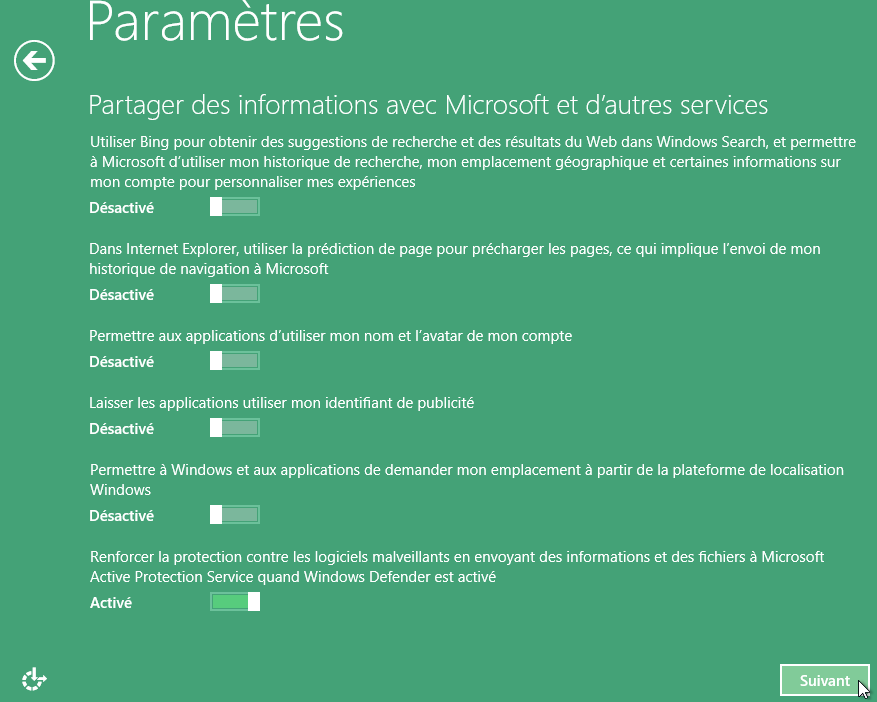 Paramètres
Partager des informations avec Microsoft et d’autres services
Utiliser Bing pour obtenir des suggestions de recherche et des résultats du Web dans Windows Search, et permettre
à Microsoft d’utiliser mon historique de recherche, mon emplacement géographique et certaines informations sur
mon compte pour personnaliser mes expériences
Désactivé
Dans Internet Explorer, utiliser la prédiction de page pour précharger les pages, ce qui implique l’envoi de mon
historique de navigation à Microsoft
Désactivé
Permettre aux applications d’utiliser mon nom et l’avatar de mon compte
Désactivé
Laisser les applications utiliser mon identifiant de publicité
Désactivé
Permettre à Windows et aux applications de demander mon emplacement à partir de la plateforme de localisation
Windows
Désactivé
Renforcer la protection contre les logiciels malveillants en envoyant des informations et des fichiers à Microsoft
Active Protection Service quand Windows Defender est activé
Activé
Suivant